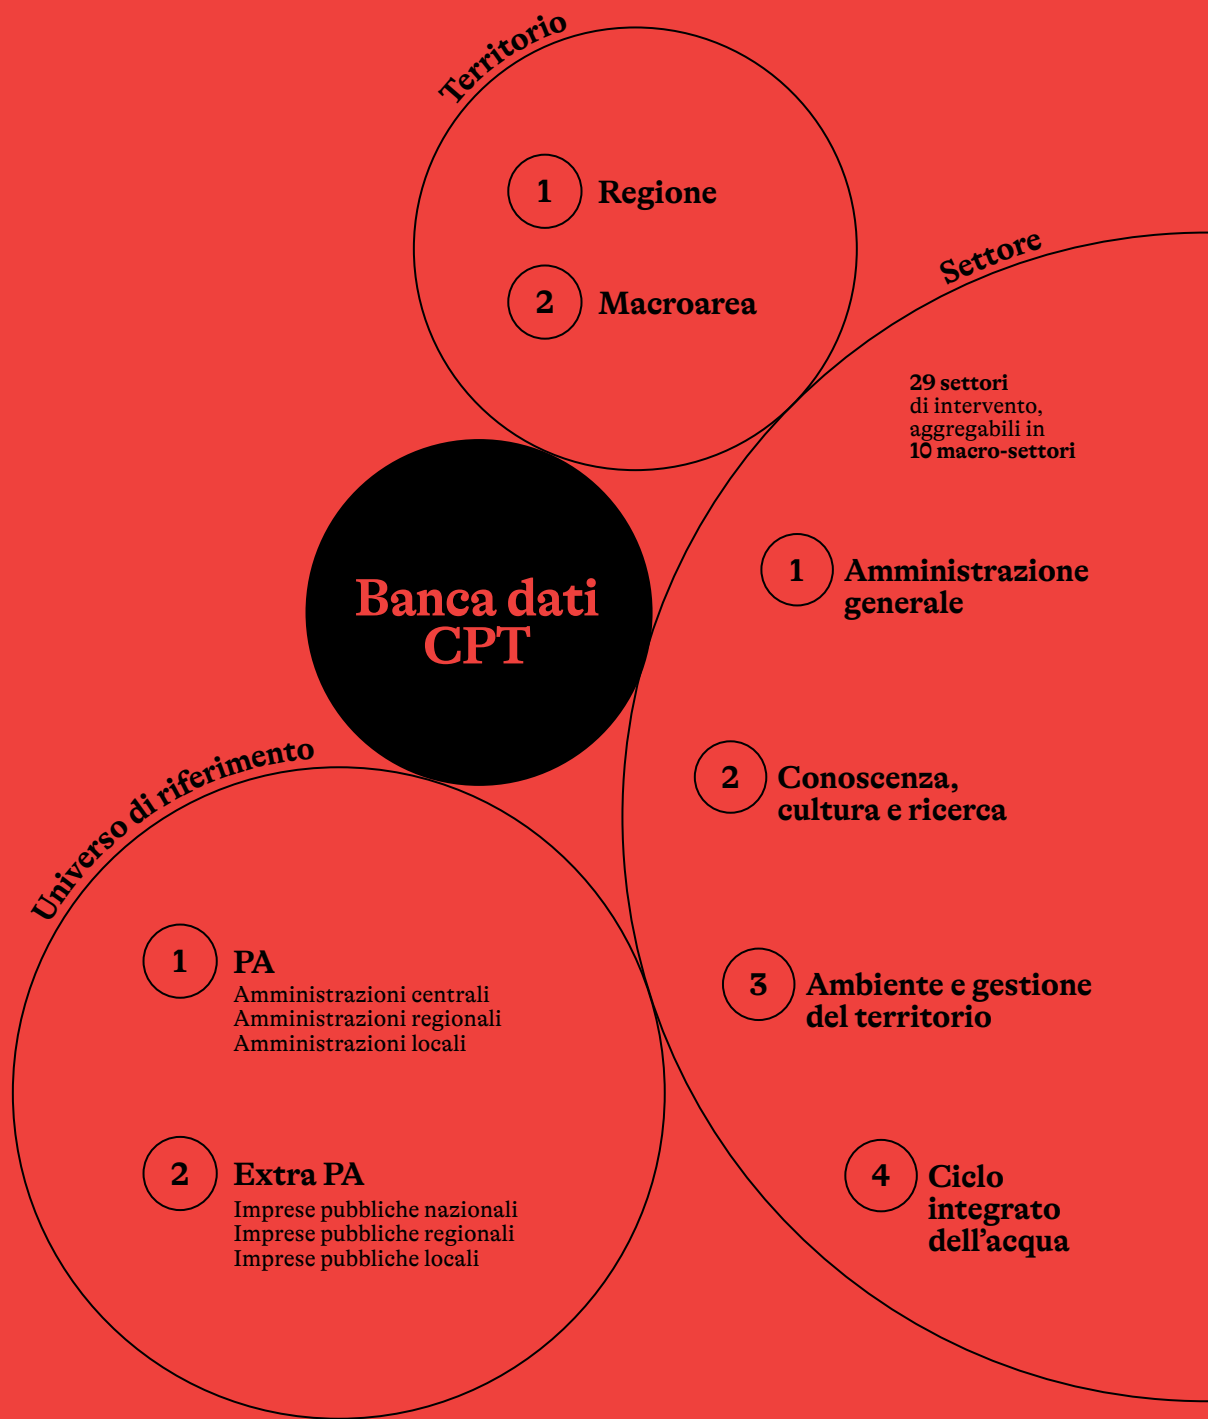 Territorio
1 Regione
2 Macroarea
Settore
29 settori
di intervento,
aggregabili in
10 macro-settori
Banca dati
CPT
1 Amministrazione
generale
2 Conoscenza,
cultura e ricerca
3 Ambiente e gestione
del territorio
4 Ciclo
integrato
dell’acqua
Universo di riferimento
1 PA
Amministrazioni centrali
Amministrazioni regionali
Amministrazioni locali
2 Extra PA
Imprese pubbliche nazionali
Imprese pubbliche regionali
Imprese pubbliche locali